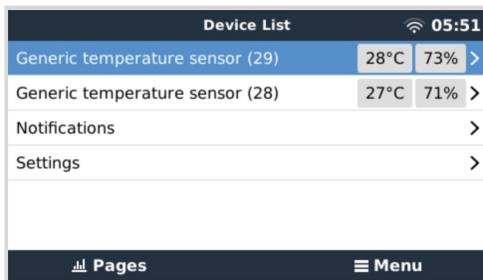 Device List 05:51
Generic temperature sensor (29) 28°C 73%
Generic temperature sensor (28) 27°C 71%
Notifications
Settings
Pages Menu